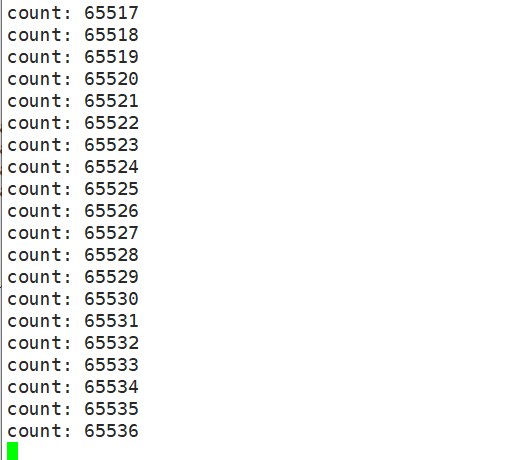 count: 65517
count: 65518
count: 65519
count: 65520
count: 65521
count: 65522
count: 65523
count: 65524
count: 65525
count: 65526
count: 65527
count: 65528
count: 65529
count: 65530
count: 65531
count: 65532
count: 65533
count: 65534
count: 65535
count: 65536